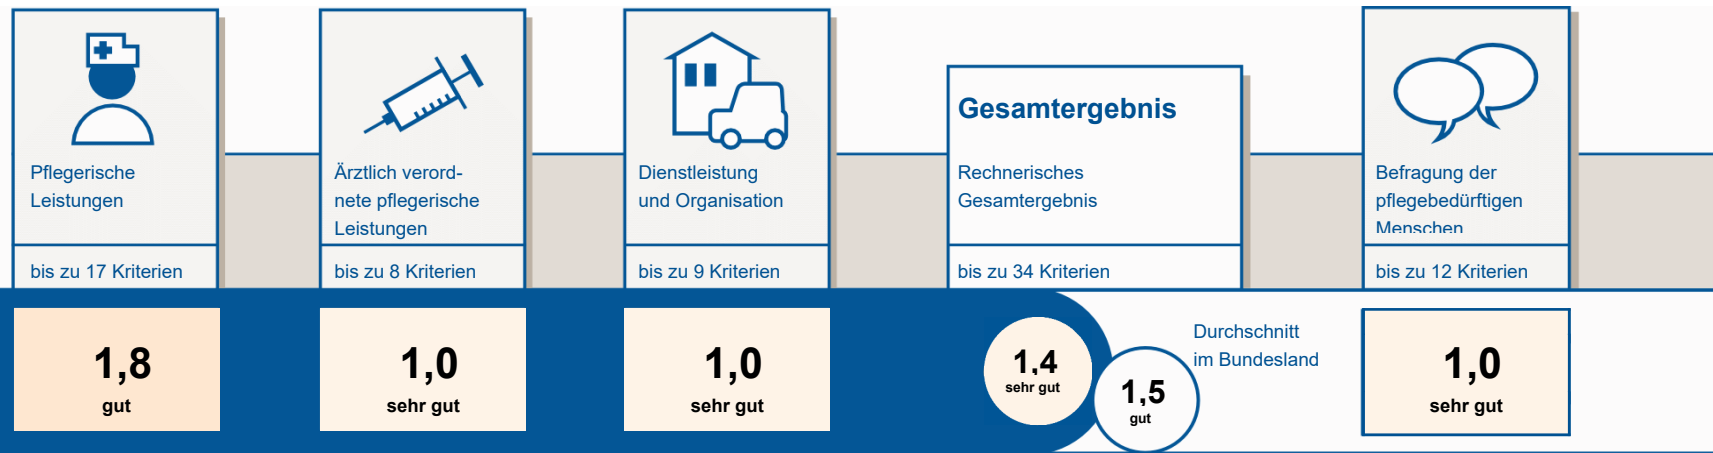 Pflegerische
Leistungen
bis zu 17 Kriterien
1,8
gut
Ärztlich verord-
nete pflegerische
Leistungen
bis zu 8 Kriterien
1,0
sehr gut
Dienstleistung
und Organisation
bis zu 9 Kriterien
1,0
sehr gut
Gesamtergebnis
Rechnerisches
Gesamtergebnis
bis zu 34 Kriterien
1,4
sehr gut
1,5
gut
Durchschnitt
im Bundesland
Befragung der
pflegebedürftigen
Menschen
bis zu 12 Kriterien
1,0
sehr gut